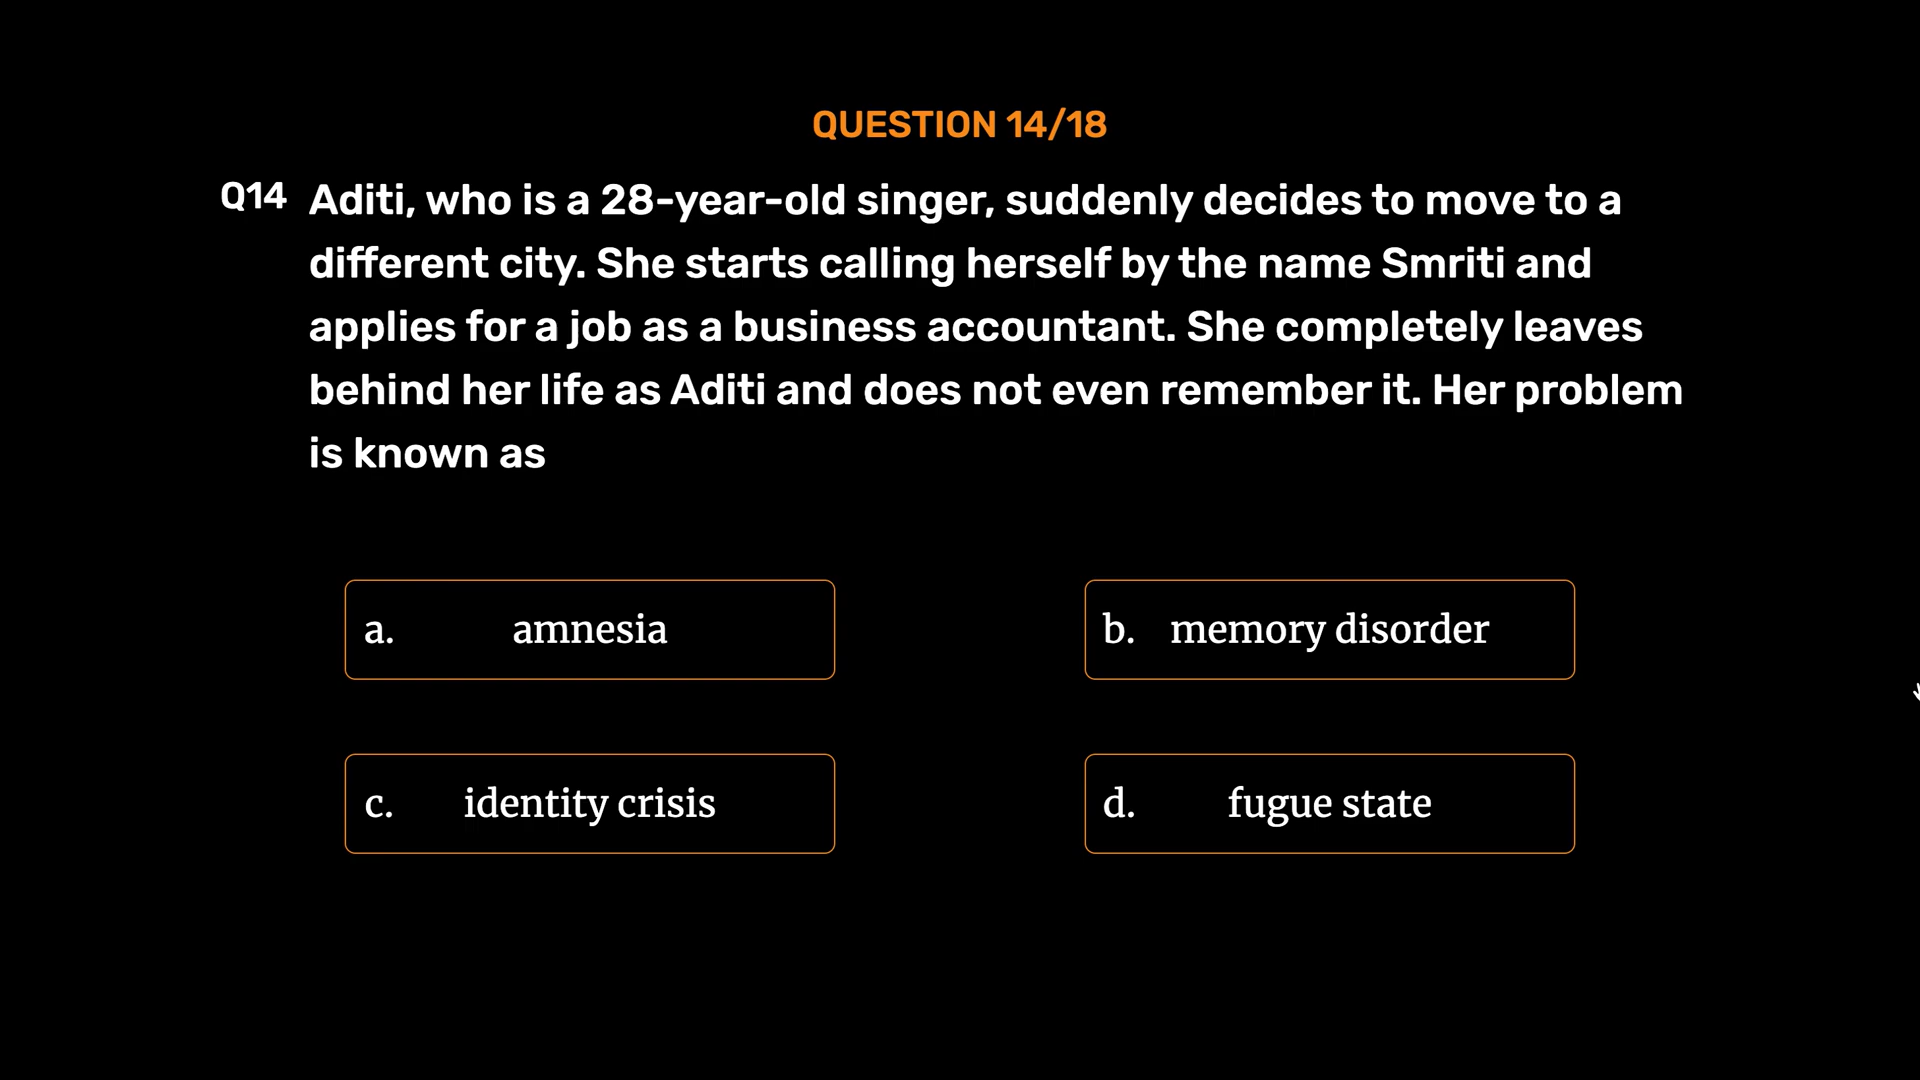 QUESTION 14/18
Q14 Aditi, who is a 28-year-old singer, suddenly decides to move to a
different city. She starts calling herself by the name Smriti and
applies for a job as a business accountant. She completely leaves
behind her life as Aditi and does not even remember it. Her problem
is known as
a. amnesia
b. memory disorder
c. identity crisis
d. fugue state